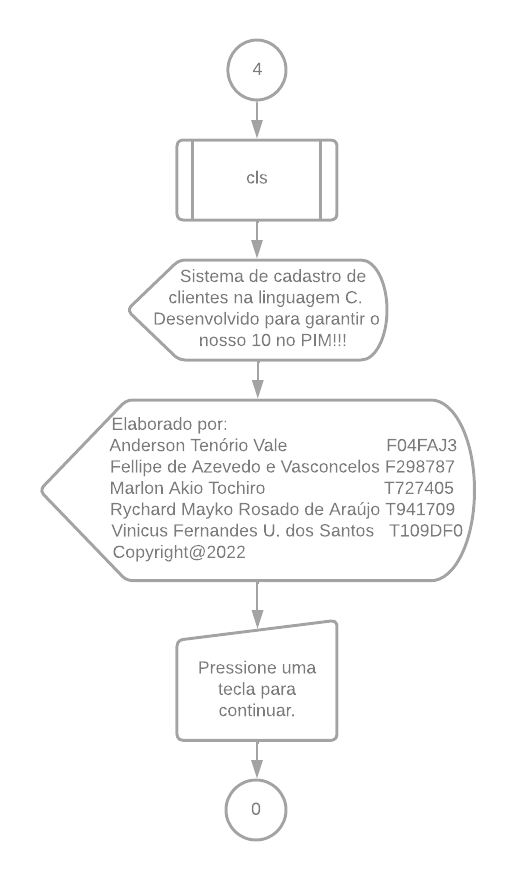 4
cls
Sistema de cadastro de
clientes na linguagem C.
Desenvolvido para garantir o
nosso 10 no PIM!!!
Elaborado por:
Anderson Tenório Vale F04FAJ3
Fellipe de Azevedo e Vasconcelos F298787
Marlon Akio Tochiro T727405
Rychard Mayko Rosado de Araújo T941709
Vinicus Fernandes U. dos Santos T109DF0
Copyright@2022
Pressione uma
tecla para
continuar.
0